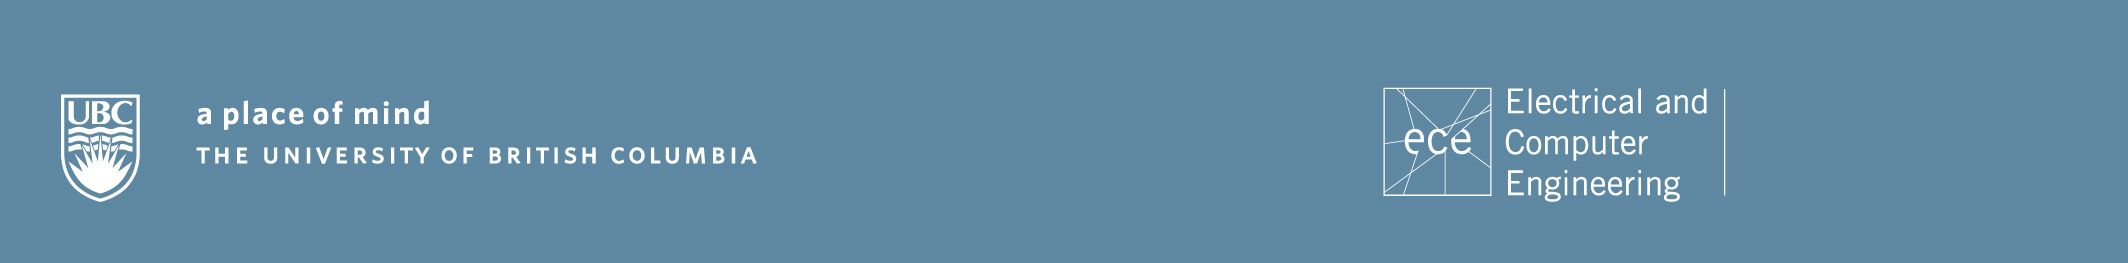 UBC
a place of mind
THE UNIVERSITY OF BRITISH COLUMBIA
ece
Electrical and
Computer
Engineering